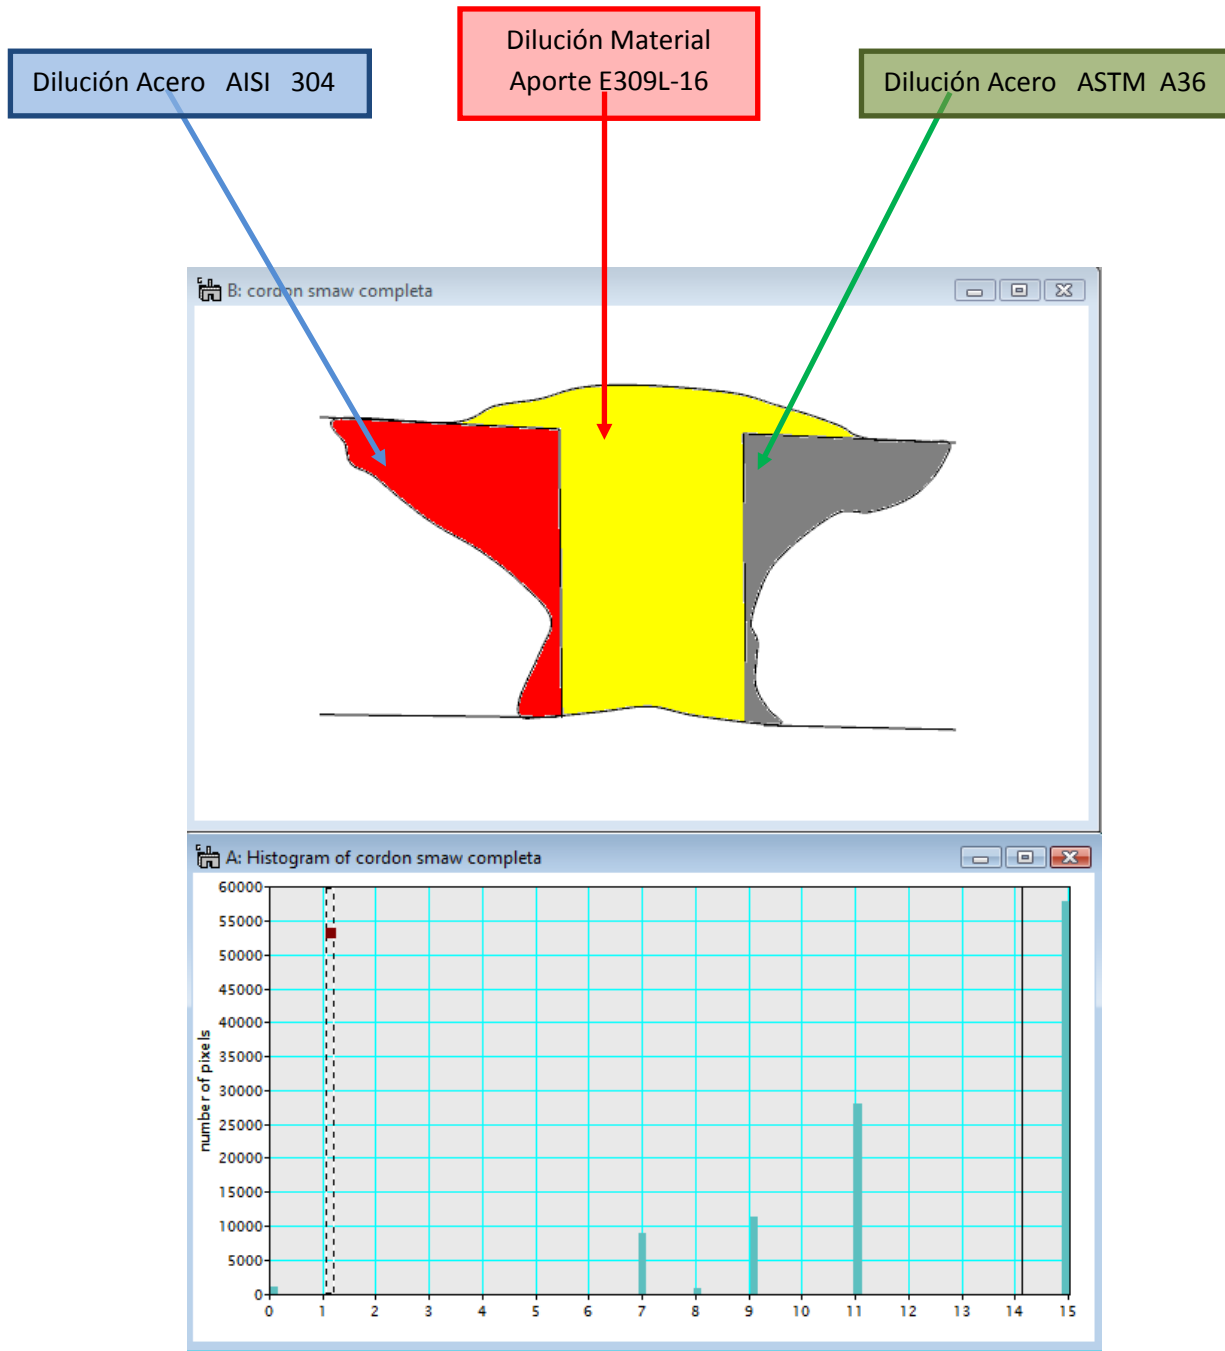 Dilución Material
Aporte E309L-16
Dilución Acero AISI 304
Dilución Acero ASTM A36
B: cordon smaw completa
A: Histogram of cordon smaw completa
number of pixels
60000
55000
50000
45000
40000
35000
30000
25000
20000
15000
10000
5000
0
0 1 2 3 4 5 6 7 8 9 10 11 12 13 14 15